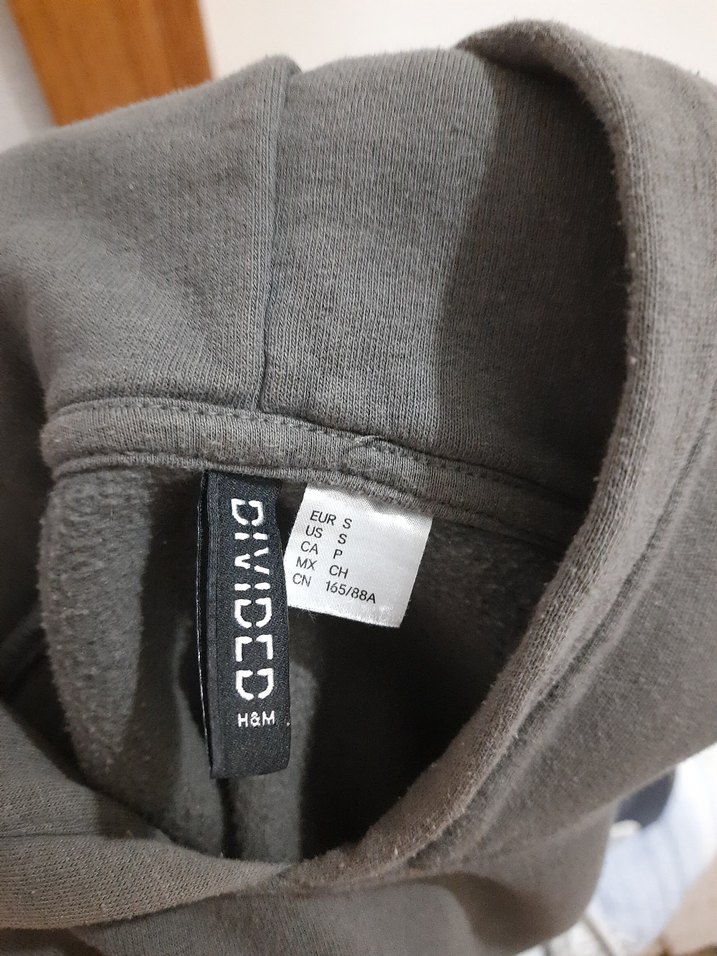 DIVIDED
H&M
EUR S
US S
CA P
MX CH
CN 165/88A